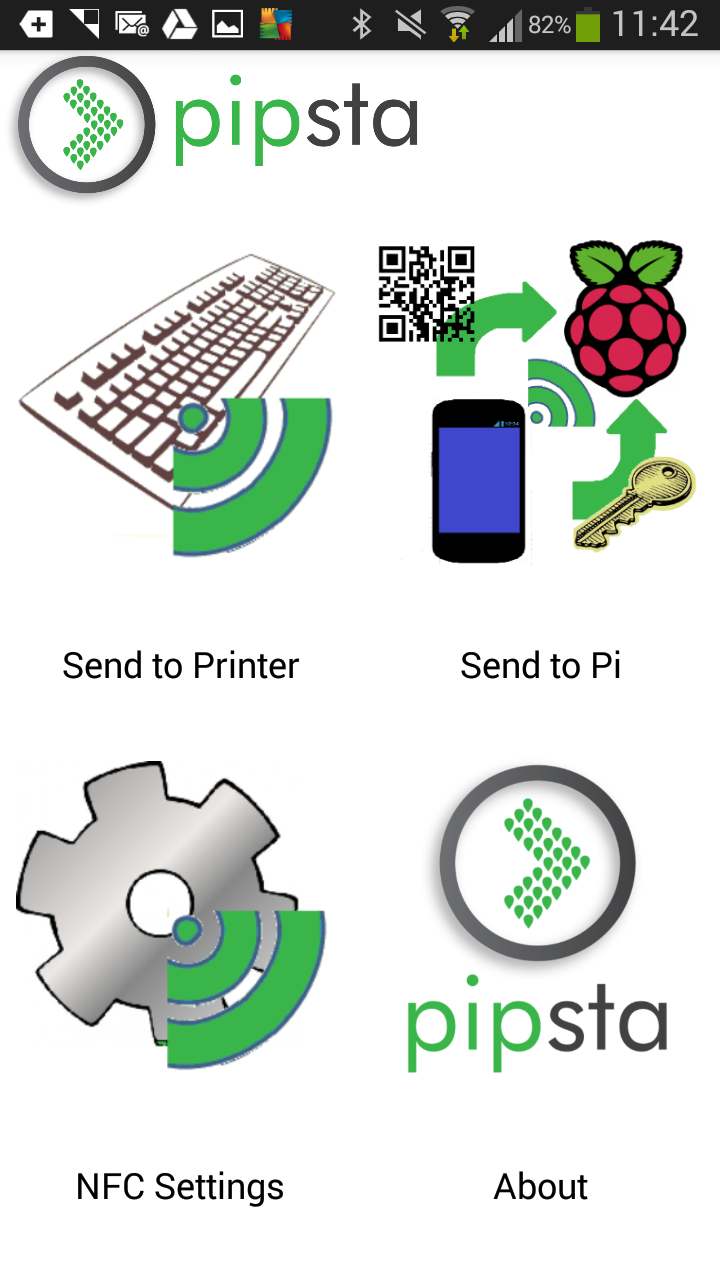 82% 11:42
pipsta
Send to Printer
Send to Pi
pipsta
NFC Settings
About